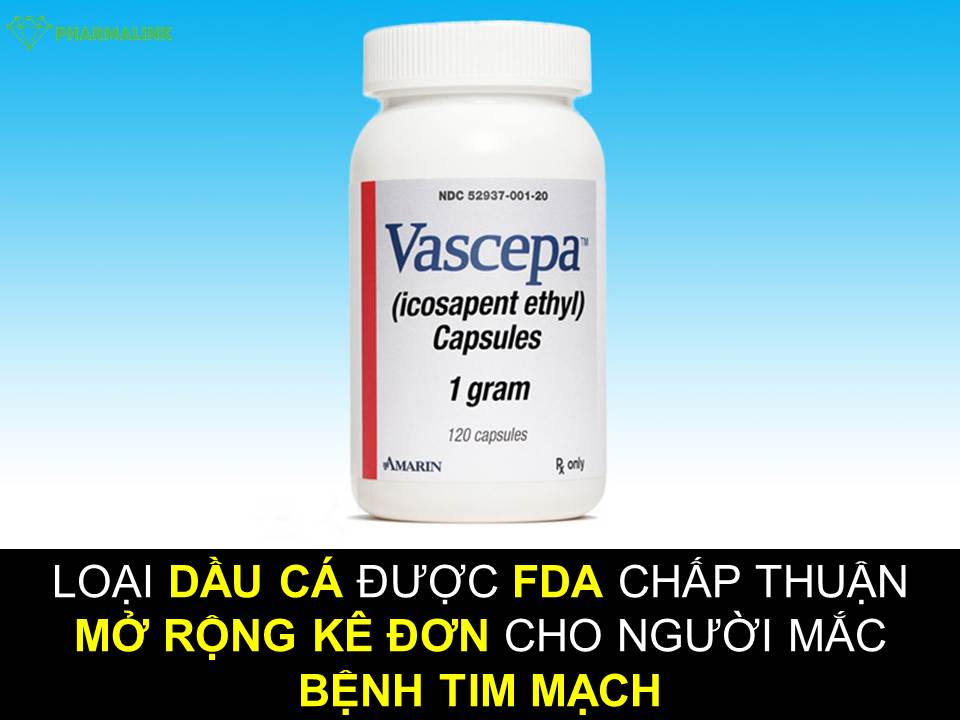 PHARMALINK
NDC 52937-001-20
Vascepa™
(icosapent ethyl)
Capsules
1 gram
120 capsules
AMARIN
℞ only
LOẠI DẦU CÁ ĐƯỢC FDA CHẤP THUẬN
MỞ RỘNG KÊ ĐƠN CHO NGƯỜI MẮC
BỆNH TIM MẠCH